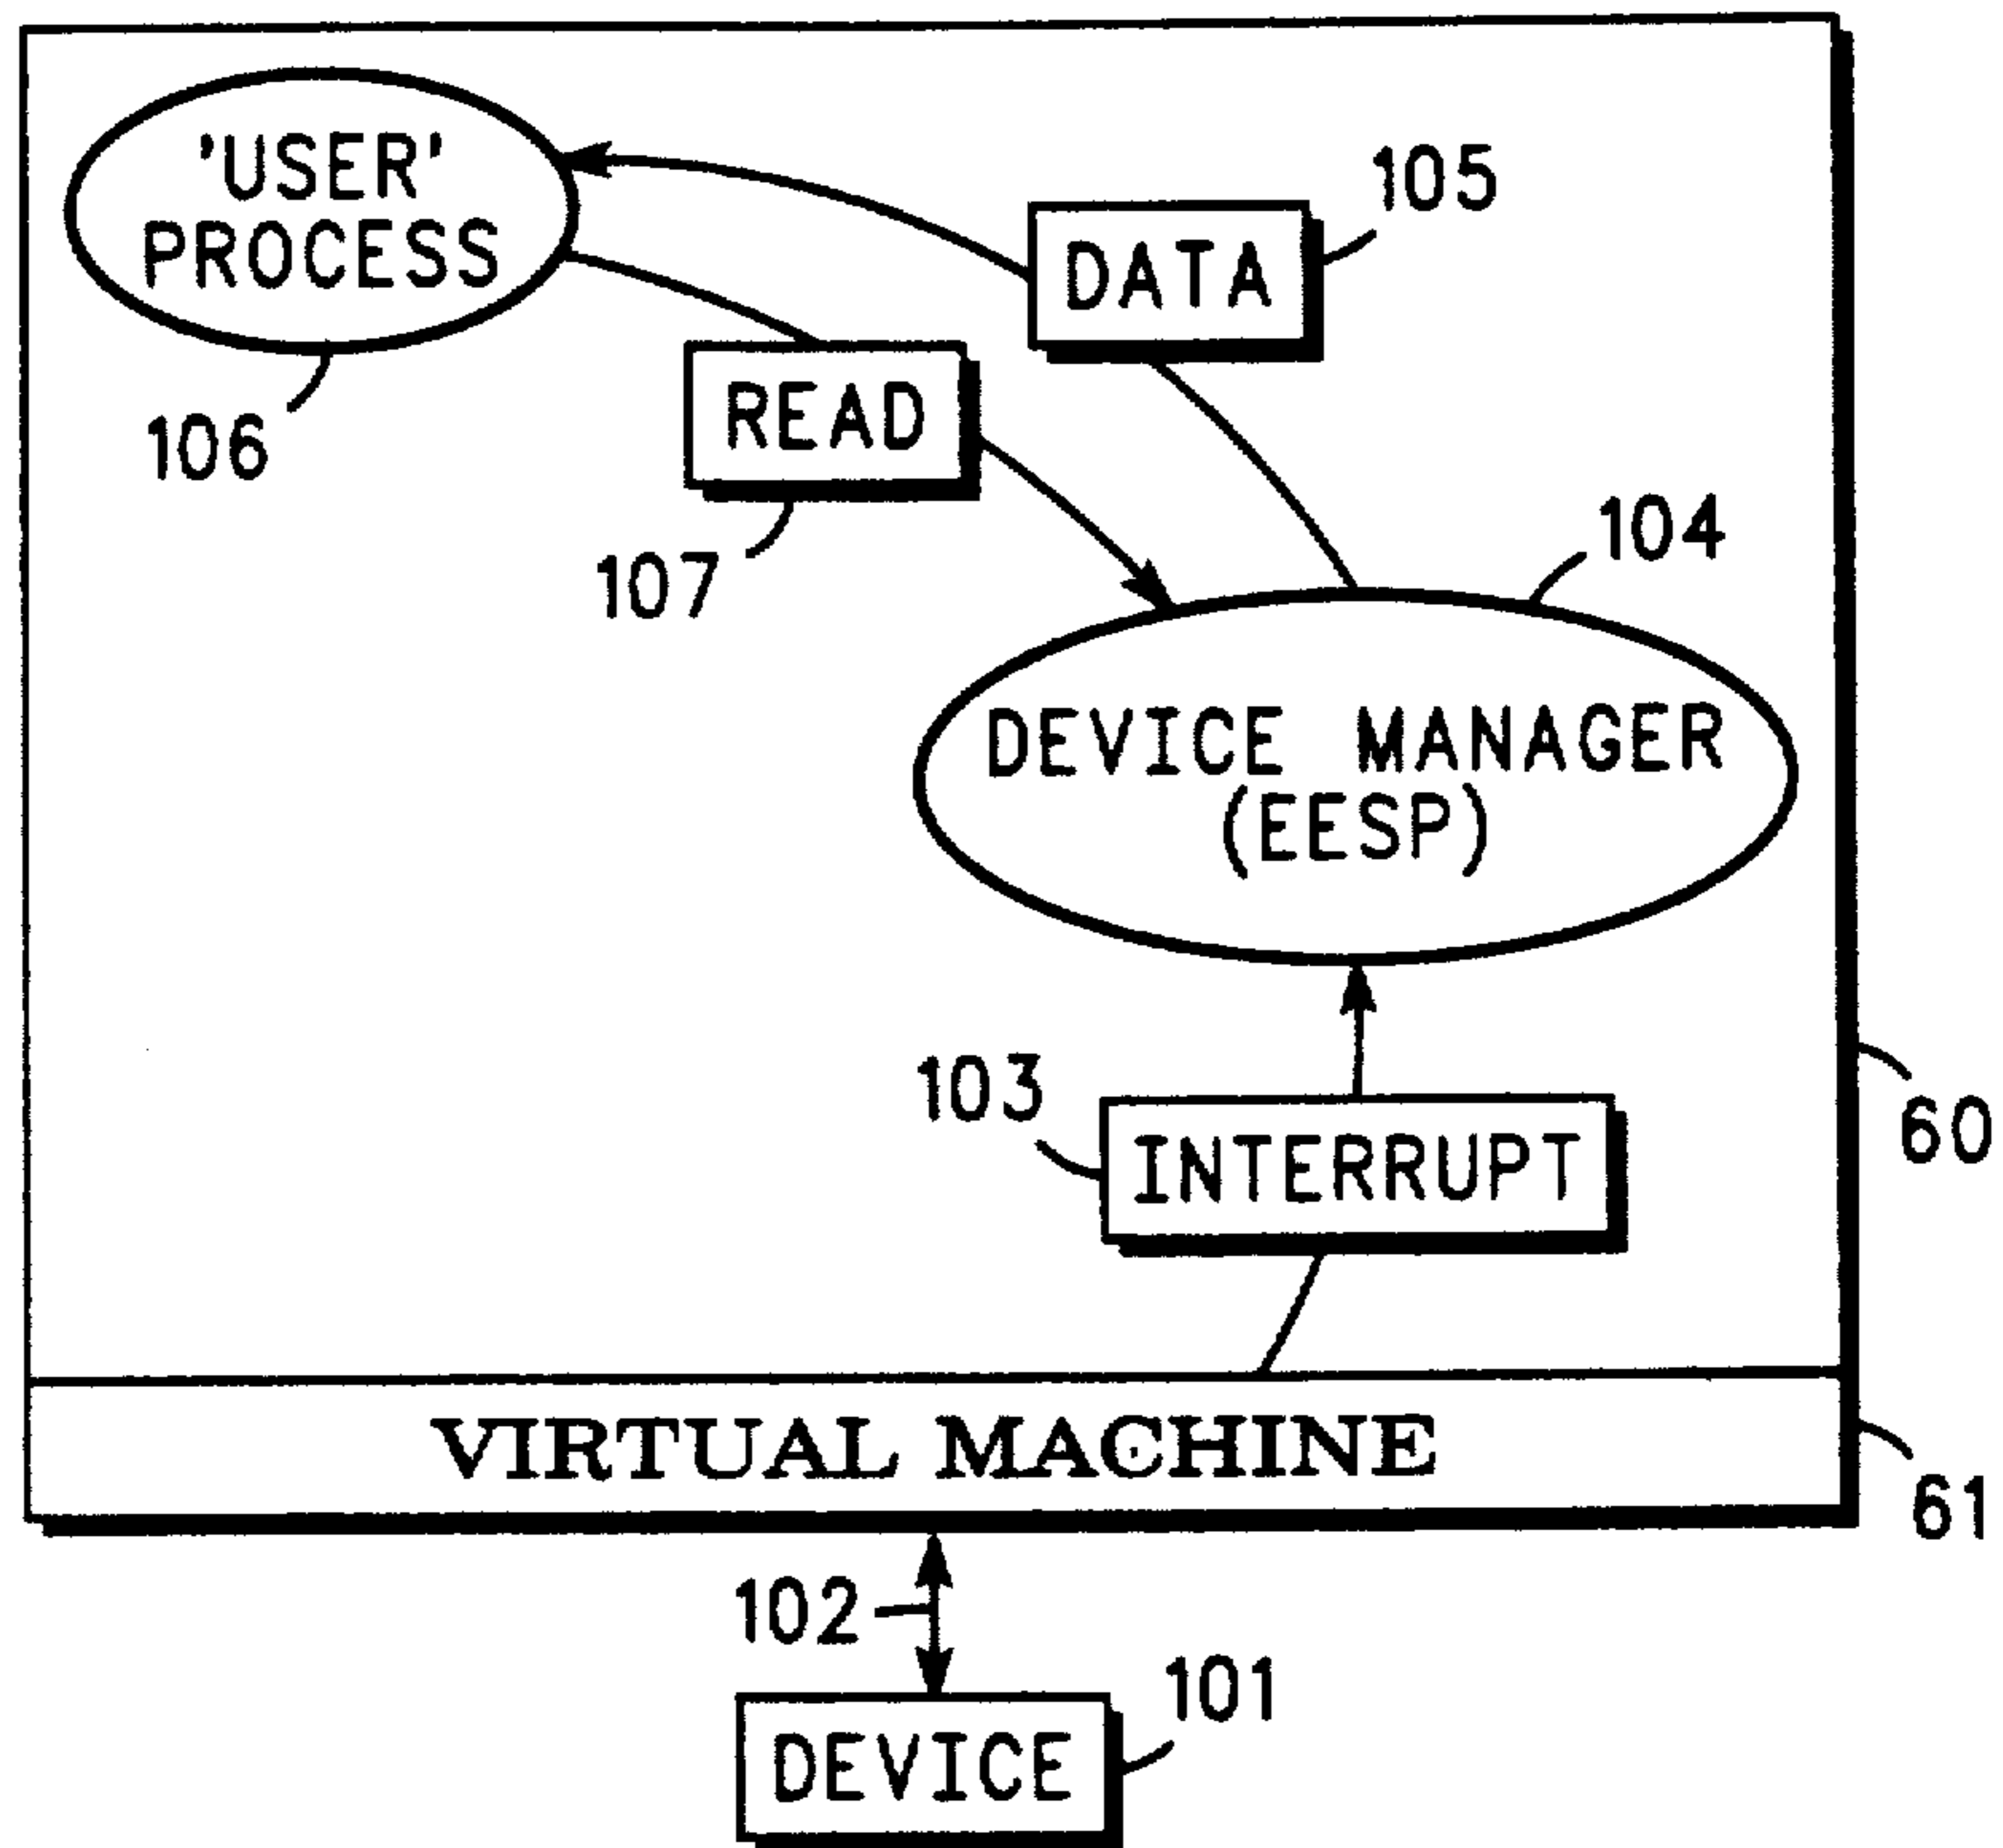 'USER'
PROCESS
106
DATA
105
READ
107
104
DEVICE MANAGER
(EESP)
103
INTERRUPT
60
VIRTUAL MACHINE
61
102
101
DEVICE